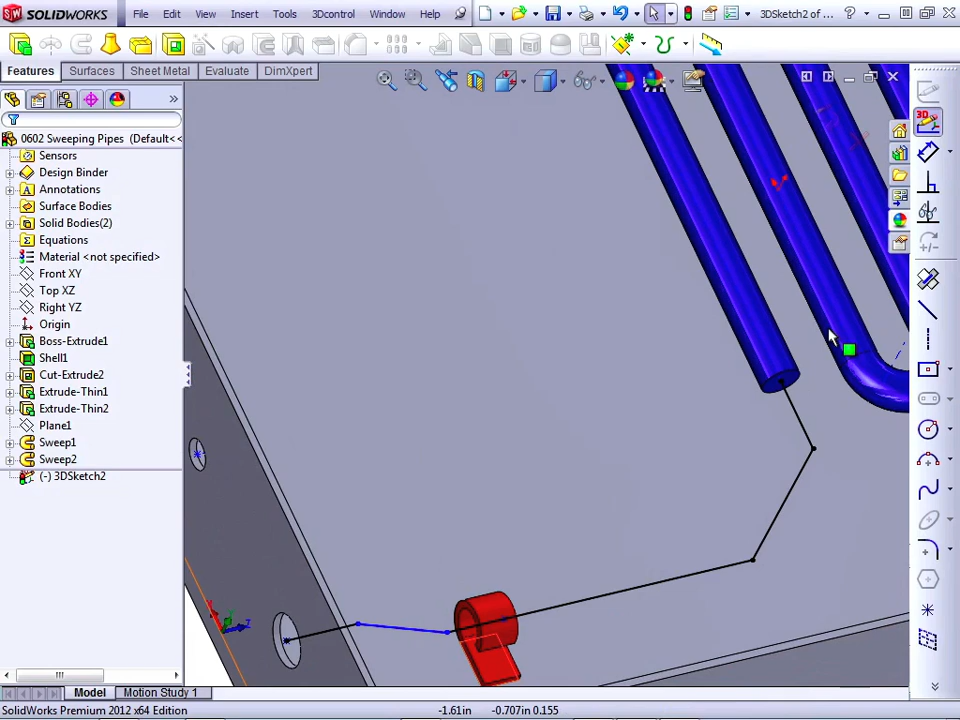 SW SOLIDWORKS File Edit View Insert Tools 3Dcontrol Window Help 3DSketch2 of ... ?
Features Surfaces Sheet Metal Evaluate DimXpert
»
0602 Sweeping Pipes (Default<<
Sensors
Design Binder
Annotations
Surface Bodies
Solid Bodies(2)
Equations
Material <not specified>
Front XY
Top XZ
Right YZ
Origin
Boss-Extrude1
Shell1
Cut-Extrude2
Extrude-Thin1
Extrude-Thin2
Plane1
Sweep1
Sweep2
(-) 3DSketch2
3D
Z
Model Motion Study 1
SolidWorks Premium 2012 x64 Edition -1.61in -0.707in 0.155